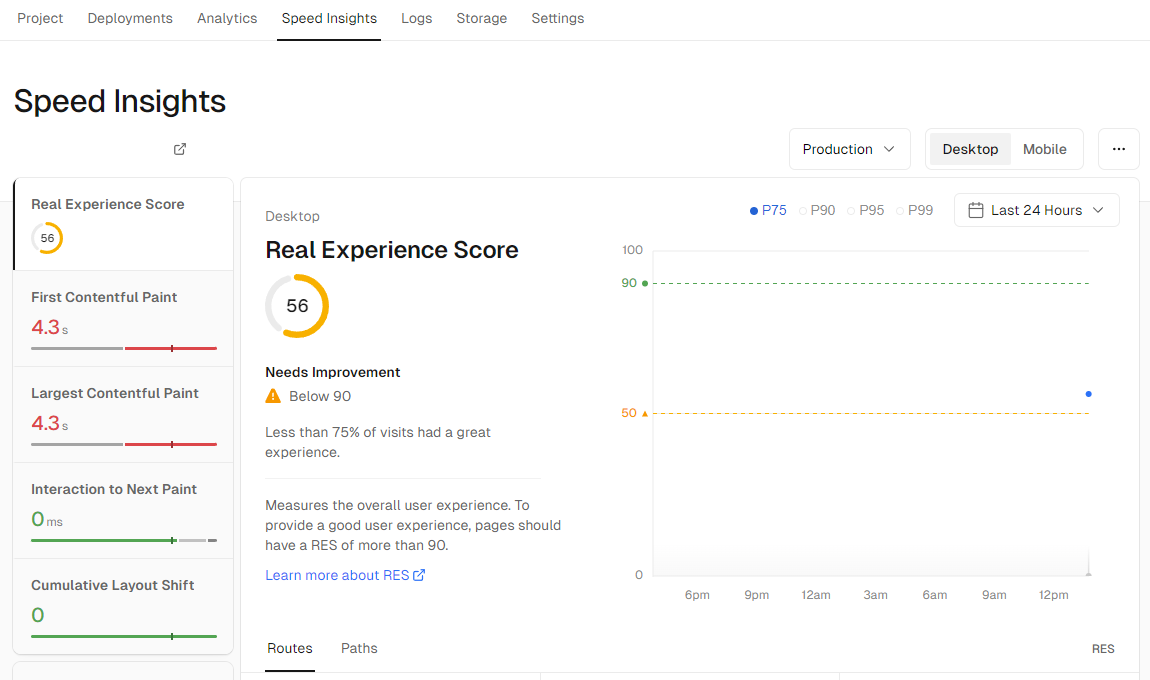 Project Deployments Analytics Speed Insights Logs Storage Settings
Speed Insights
Production Desktop Mobile ...
Real Experience Score
56
First Contentful Paint
4.3 s
Largest Contentful Paint
4.3 s
Interaction to Next Paint
0 ms
Cumulative Layout Shift
0
Desktop
Real Experience Score
56
Needs Improvement
Below 90
Less than 75% of visits had a great
experience.
Measures the overall user experience. To
provide a good user experience, pages should
have a RES of more than 90.
Learn more about RES
P75 P90 P95 P99 Last 24 Hours
100
90
50
0
6pm 9pm 12am 3am 6am 9am 12pm
Routes Paths RES